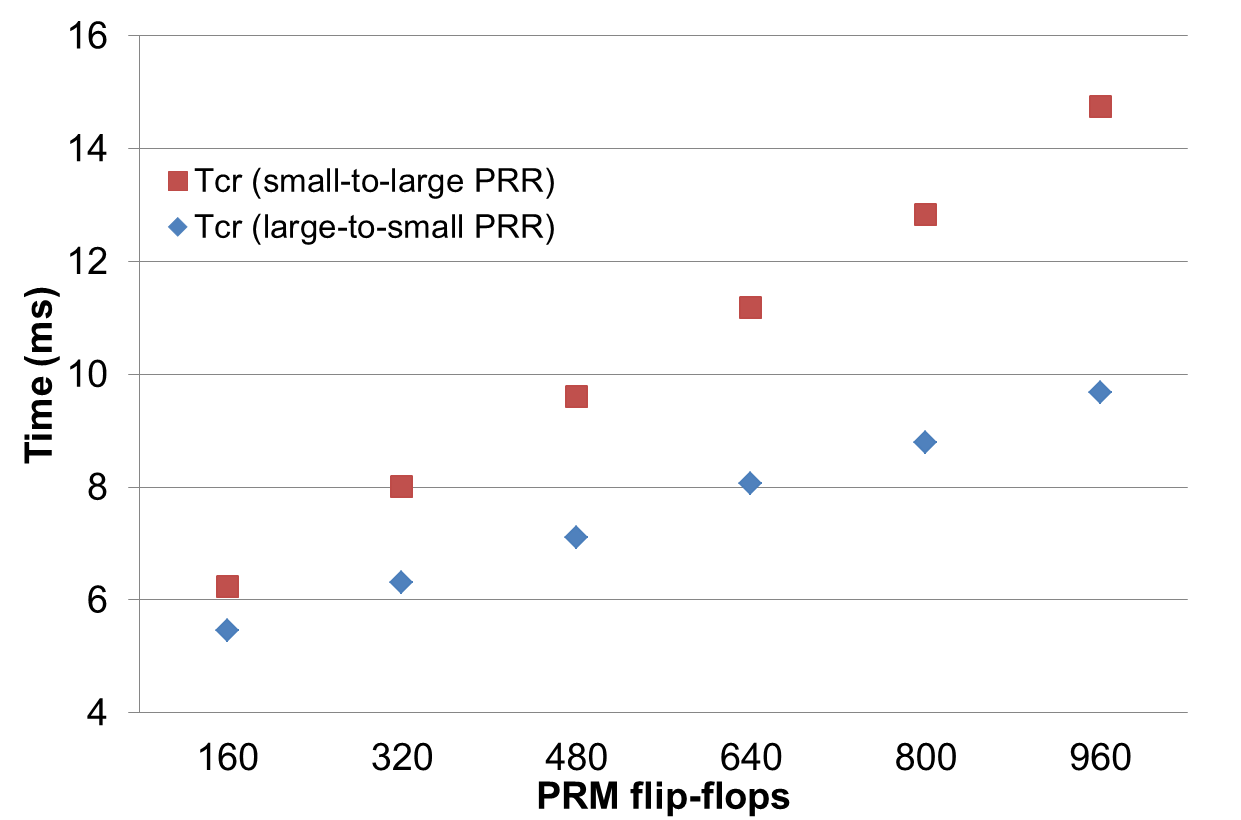 16
14
Tcr (small-to-large PRR)
Tcr (large-to-small PRR)
12
Time (ms)
10
8
6
4
160 320 480 640 800 960
PRM flip-flops